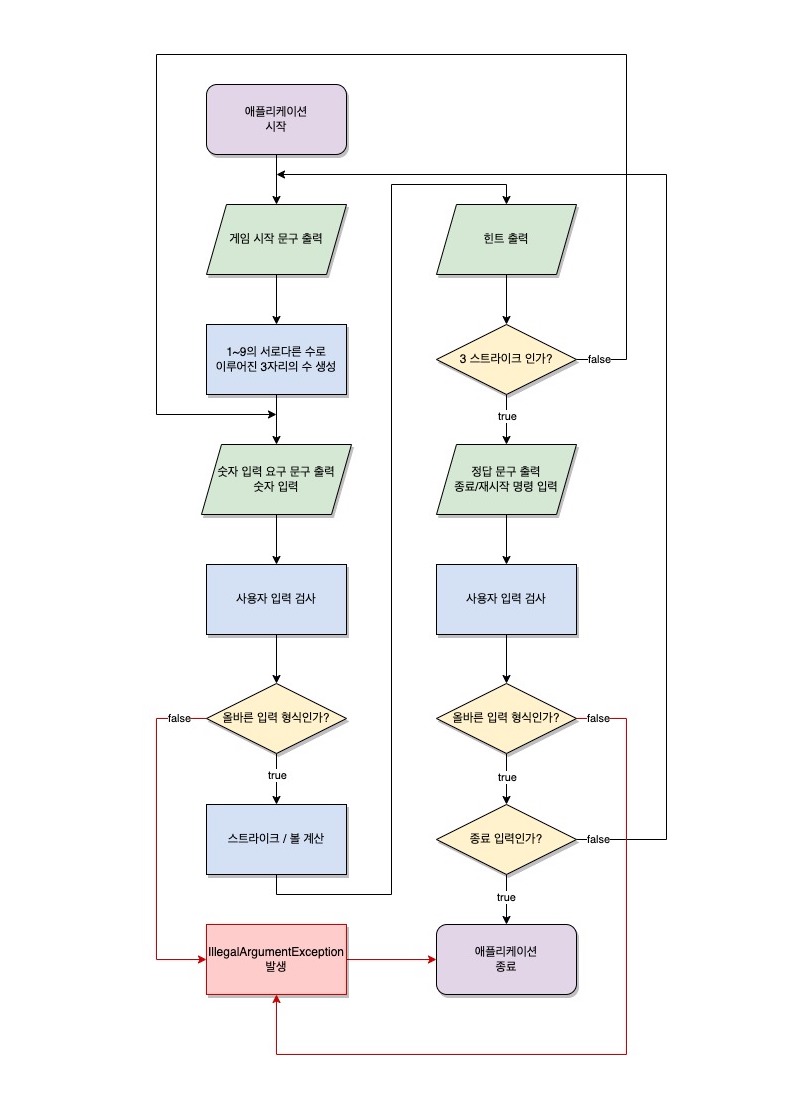 애플리케이션
시작
게임 시작 문구 출력
1~9의 서로다른 수로
이루어진 3자리의 수 생성
숫자 입력 요구 문구 출력
숫자 입력
사용자 입력 검사
올바른 입력 형식인가?
false
true
스트라이크 / 볼 계산
IllegalArgumentException
발생
힌트 출력
3 스트라이크 인가?
false
true
정답 문구 출력
종료/재시작 명령 입력
사용자 입력 검사
올바른 입력 형식인가?
false
true
종료 입력인가?
false
true
애플리케이션
종료